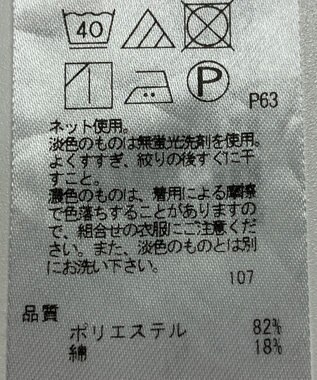 40
P
P63
ネット使用。
淡色のものは無蛍光洗剤を使用。
よくすすぎ、絞りの後すぐに干
すこと。
濃色のものは、着用による摩擦
で色落ちすることがありますの
で、組合せの衣服にご注意くだ
さい。また、淡色のものとは別
にお洗い下さい。
107
品質
ポリエステル 82%
綿 18%